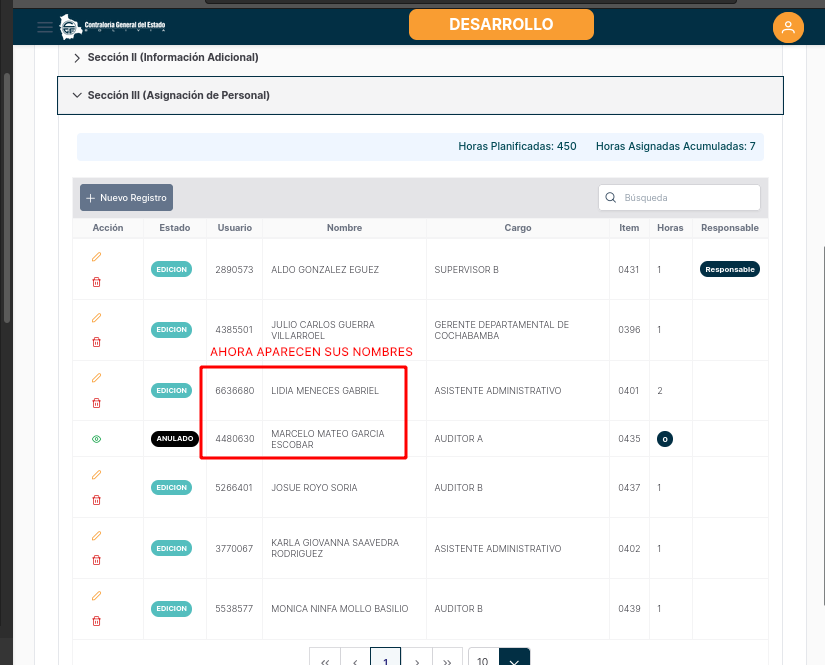 Contraloría General del Estado
B O L I V I A
DESARROLLO
Sección II (Información Adicional)
Sección III (Asignación de Personal)
Horas Planificadas: 450 Horas Asignadas Acumuladas: 7
+ Nuevo Registro Búsqueda
Acción Estado Usuario Nombre Cargo Item Horas Responsable
EDICION 2890573 ALDO GONZALEZ EGUEZ SUPERVISOR B 0431 1 Responsable
EDICION 4385501 JULIO CARLOS GUERRA VILLARROEL GERENTE DEPARTAMENTAL DE COCHABAMBA 0396 1
AHORA APARECEN SUS NOMBRES
EDICION 6636680 LIDIA MENECES GABRIEL ASISTENTE ADMINISTRATIVO 0401 2
ANULADO 4480630 MARCELO MATEO GARCIA ESCOBAR AUDITOR A 0435 0
EDICION 5266401 JOSUE ROYO SORIA AUDITOR B 0437 1
EDICION 3770067 KARLA GIOVANNA SAAVEDRA RODRIGUEZ ASISTENTE ADMINISTRATIVO 0402 1
EDICION 5538577 MONICA NINFA MOLLO BASILIO AUDITOR B 0439 1
« ‹ 1 › » 10